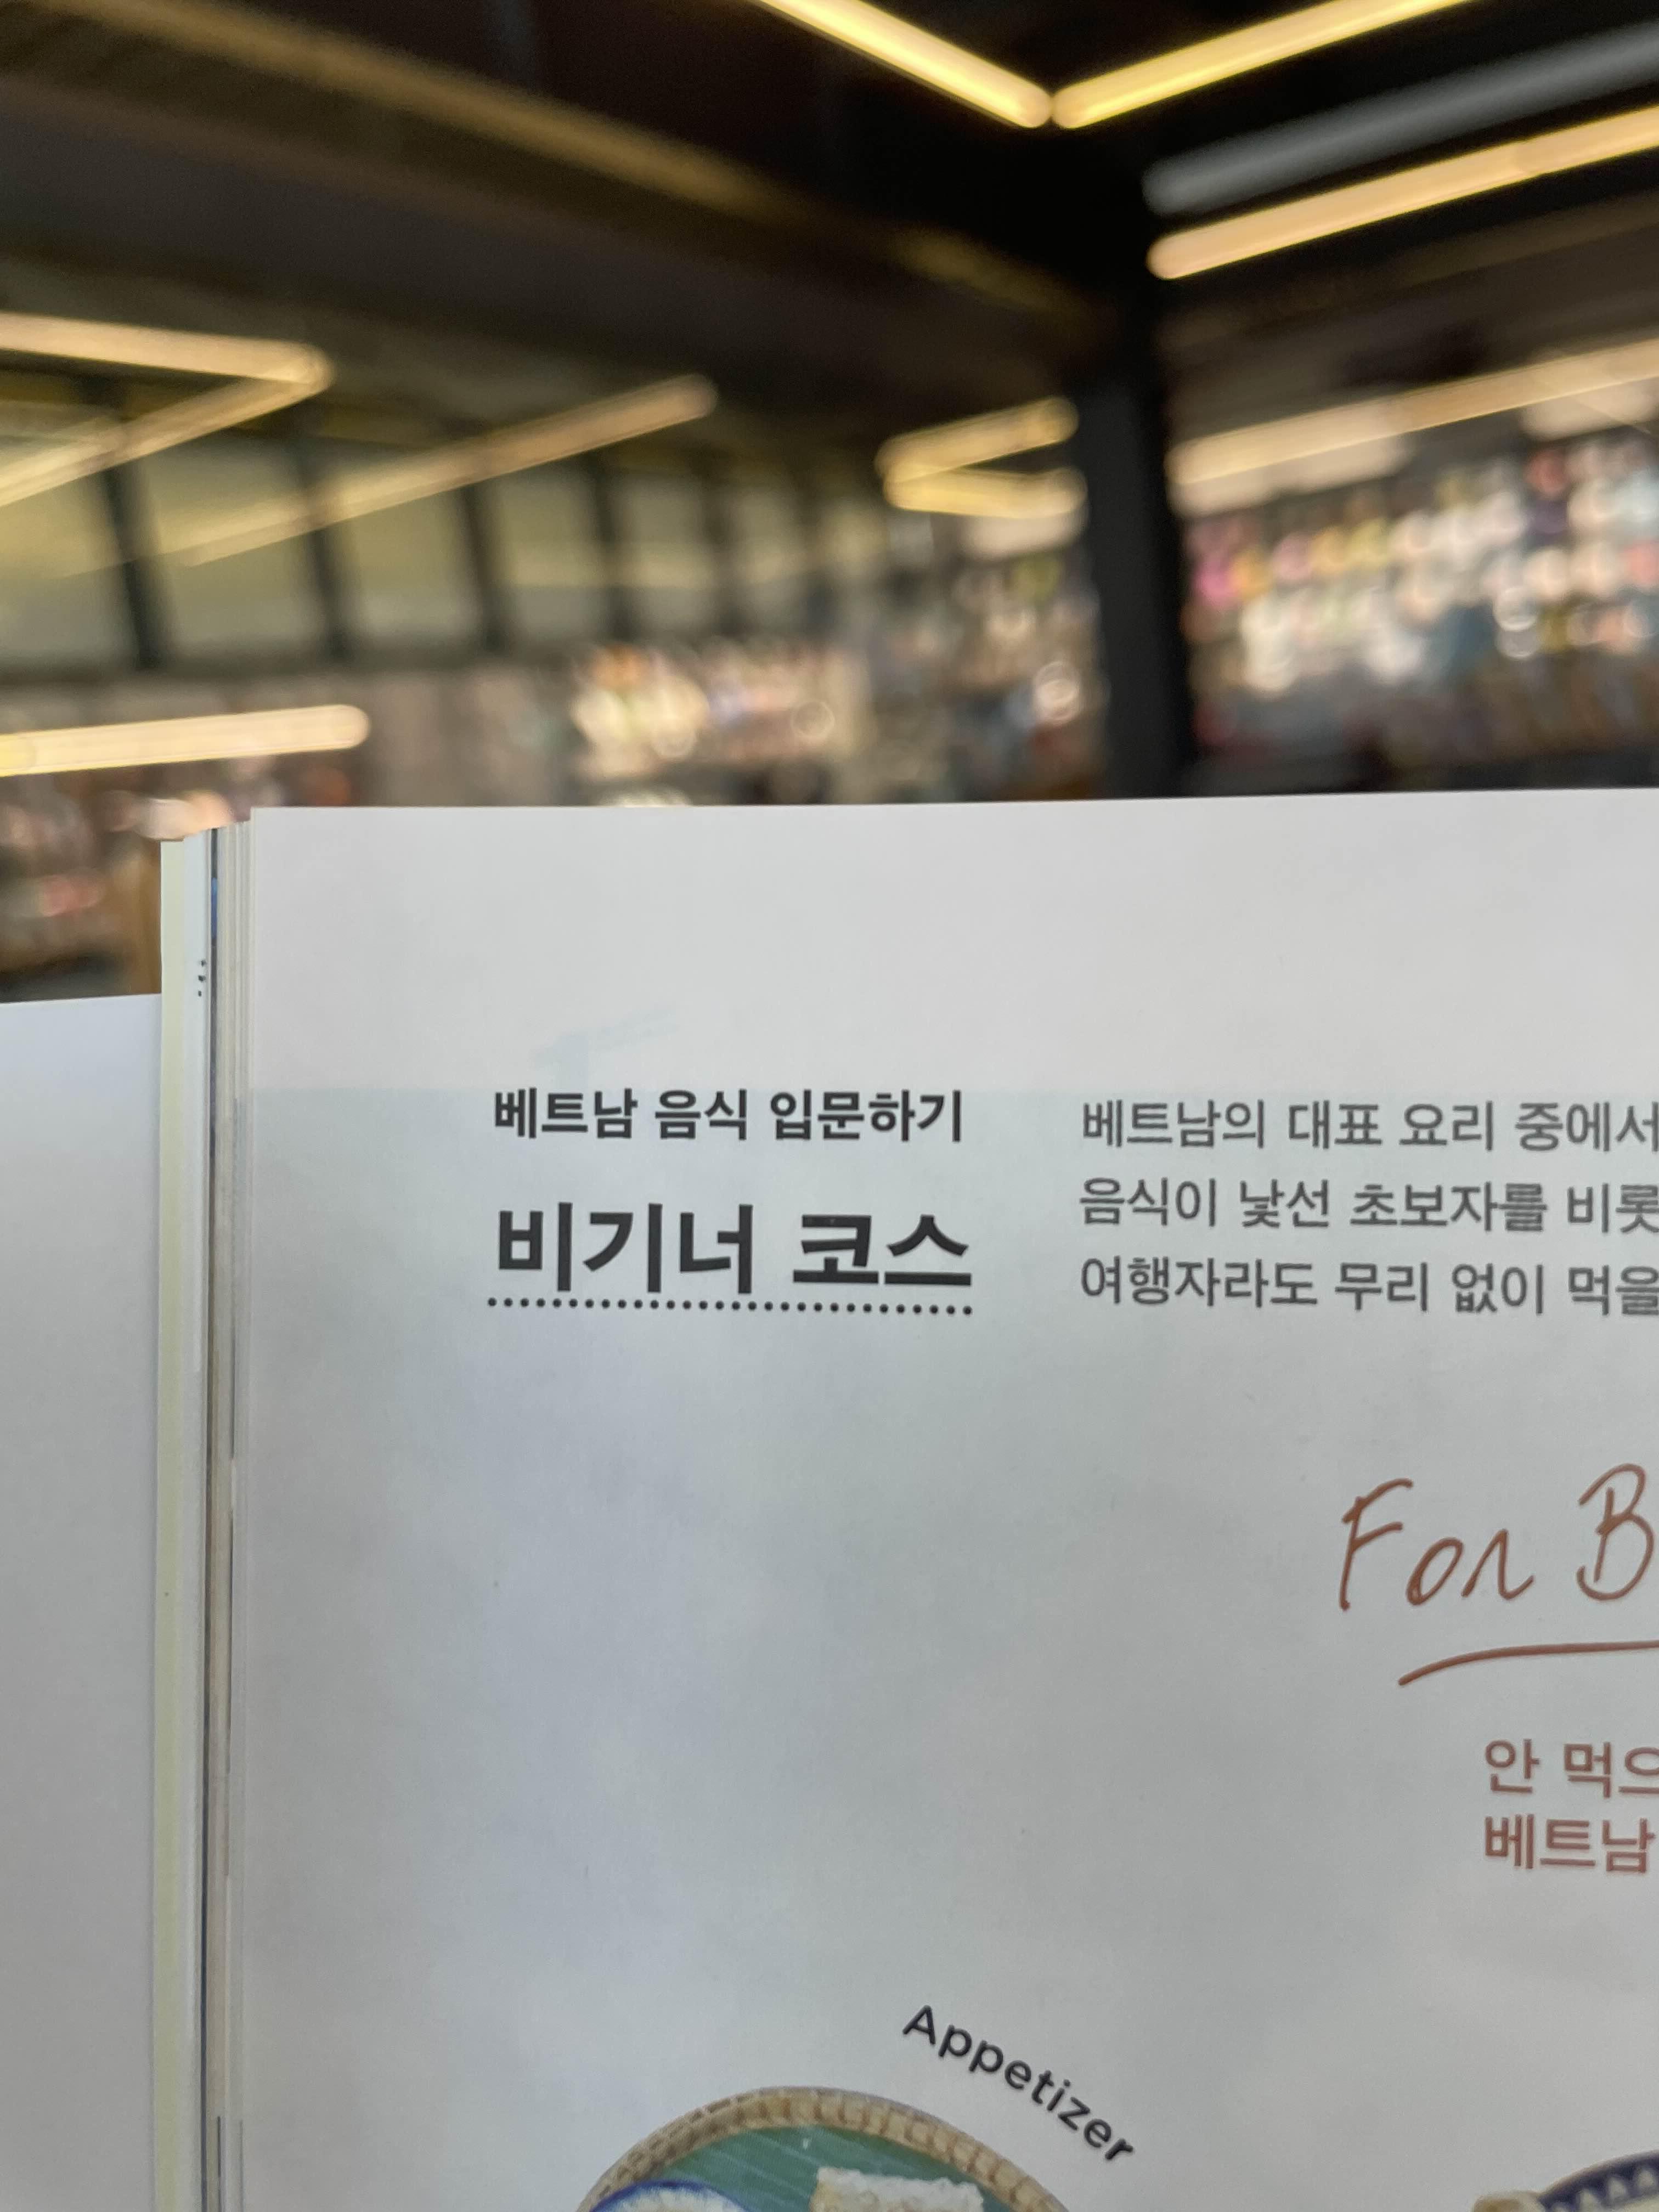 베트남 음식 입문하기
비기너 코스
베트남의 대표 요리 중에서
음식이 낯선 초보자를 비롯
여행자라도 무리 없이 먹을
For B
안 먹으
베트남
Appetizer